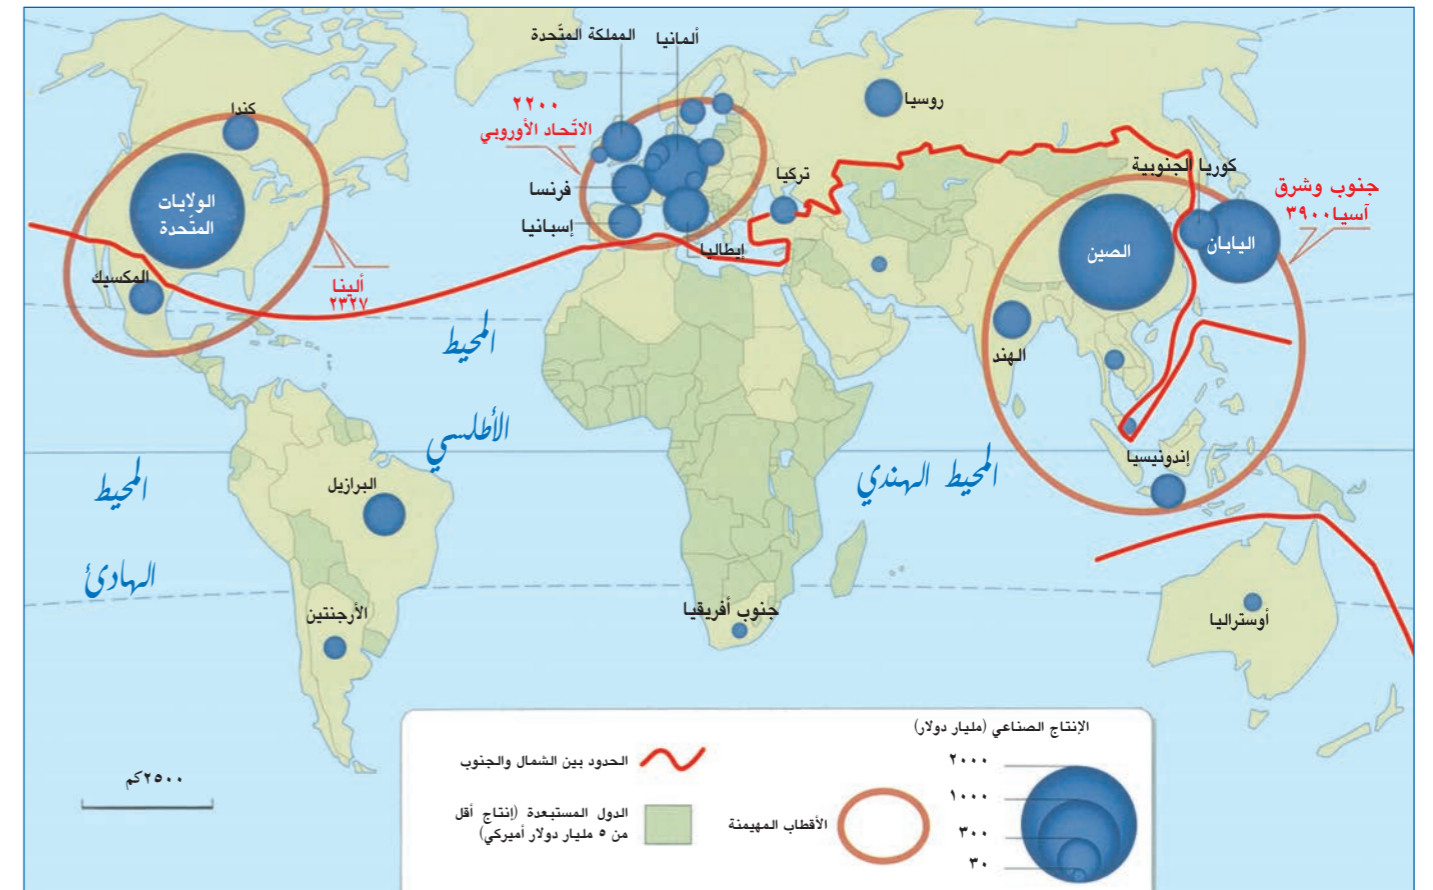 المملكة المتّحدة
ألمانيا
٢٢٠٠
الاتّحاد الأوروبي
روسيا
كندا
كوريا الجنوبية
تركيا
فرنسا
جنوب وشرق
آسيا ٣٩٠٠
الولايات
المتّحدة
إسبانيا
إيطاليا
اليابان
الصين
المكسيك
ألينا
٢٣٢٧
الهند
المحيط
الأطلسي
إندونيسيا
المحيط الهندي
المحيط
الهادئ
البرازيل
الأرجنتين
جنوب أفريقيا
أوستراليا
الإنتاج الصناعي (مليار دولار)
٢٠٠٠
١٠٠٠
٣٠٠
٣٠
الأقطاب المهيمنة
الحدود بين الشمال والجنوب
الدول المستبعدة (إنتاج أقل
من ٥ مليار دولار أميركي)
٢٥٠٠كم